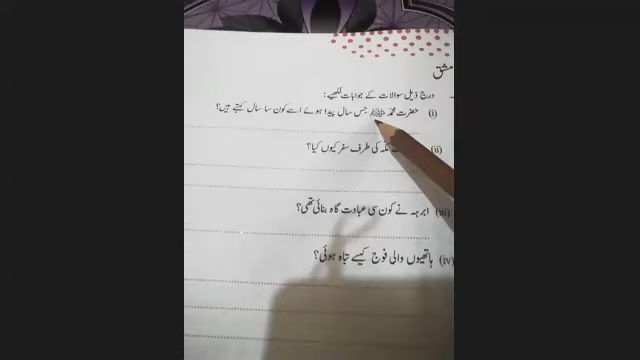 مشق
درج ذیل سوالات کے جوابات لکھیے:
(i) حضرت محمد ﷺ جس سال پیدا ہوئے اسے کون سا سال کہتے ہیں؟
(ii) مکہ کی طرف سفر کیوں کیا؟
(iii) ابرہہ نے کون سی عبادت گاہ بنائی تھی؟
(iv) ہاتھیوں والی فوج کیسے تباہ ہوئی؟